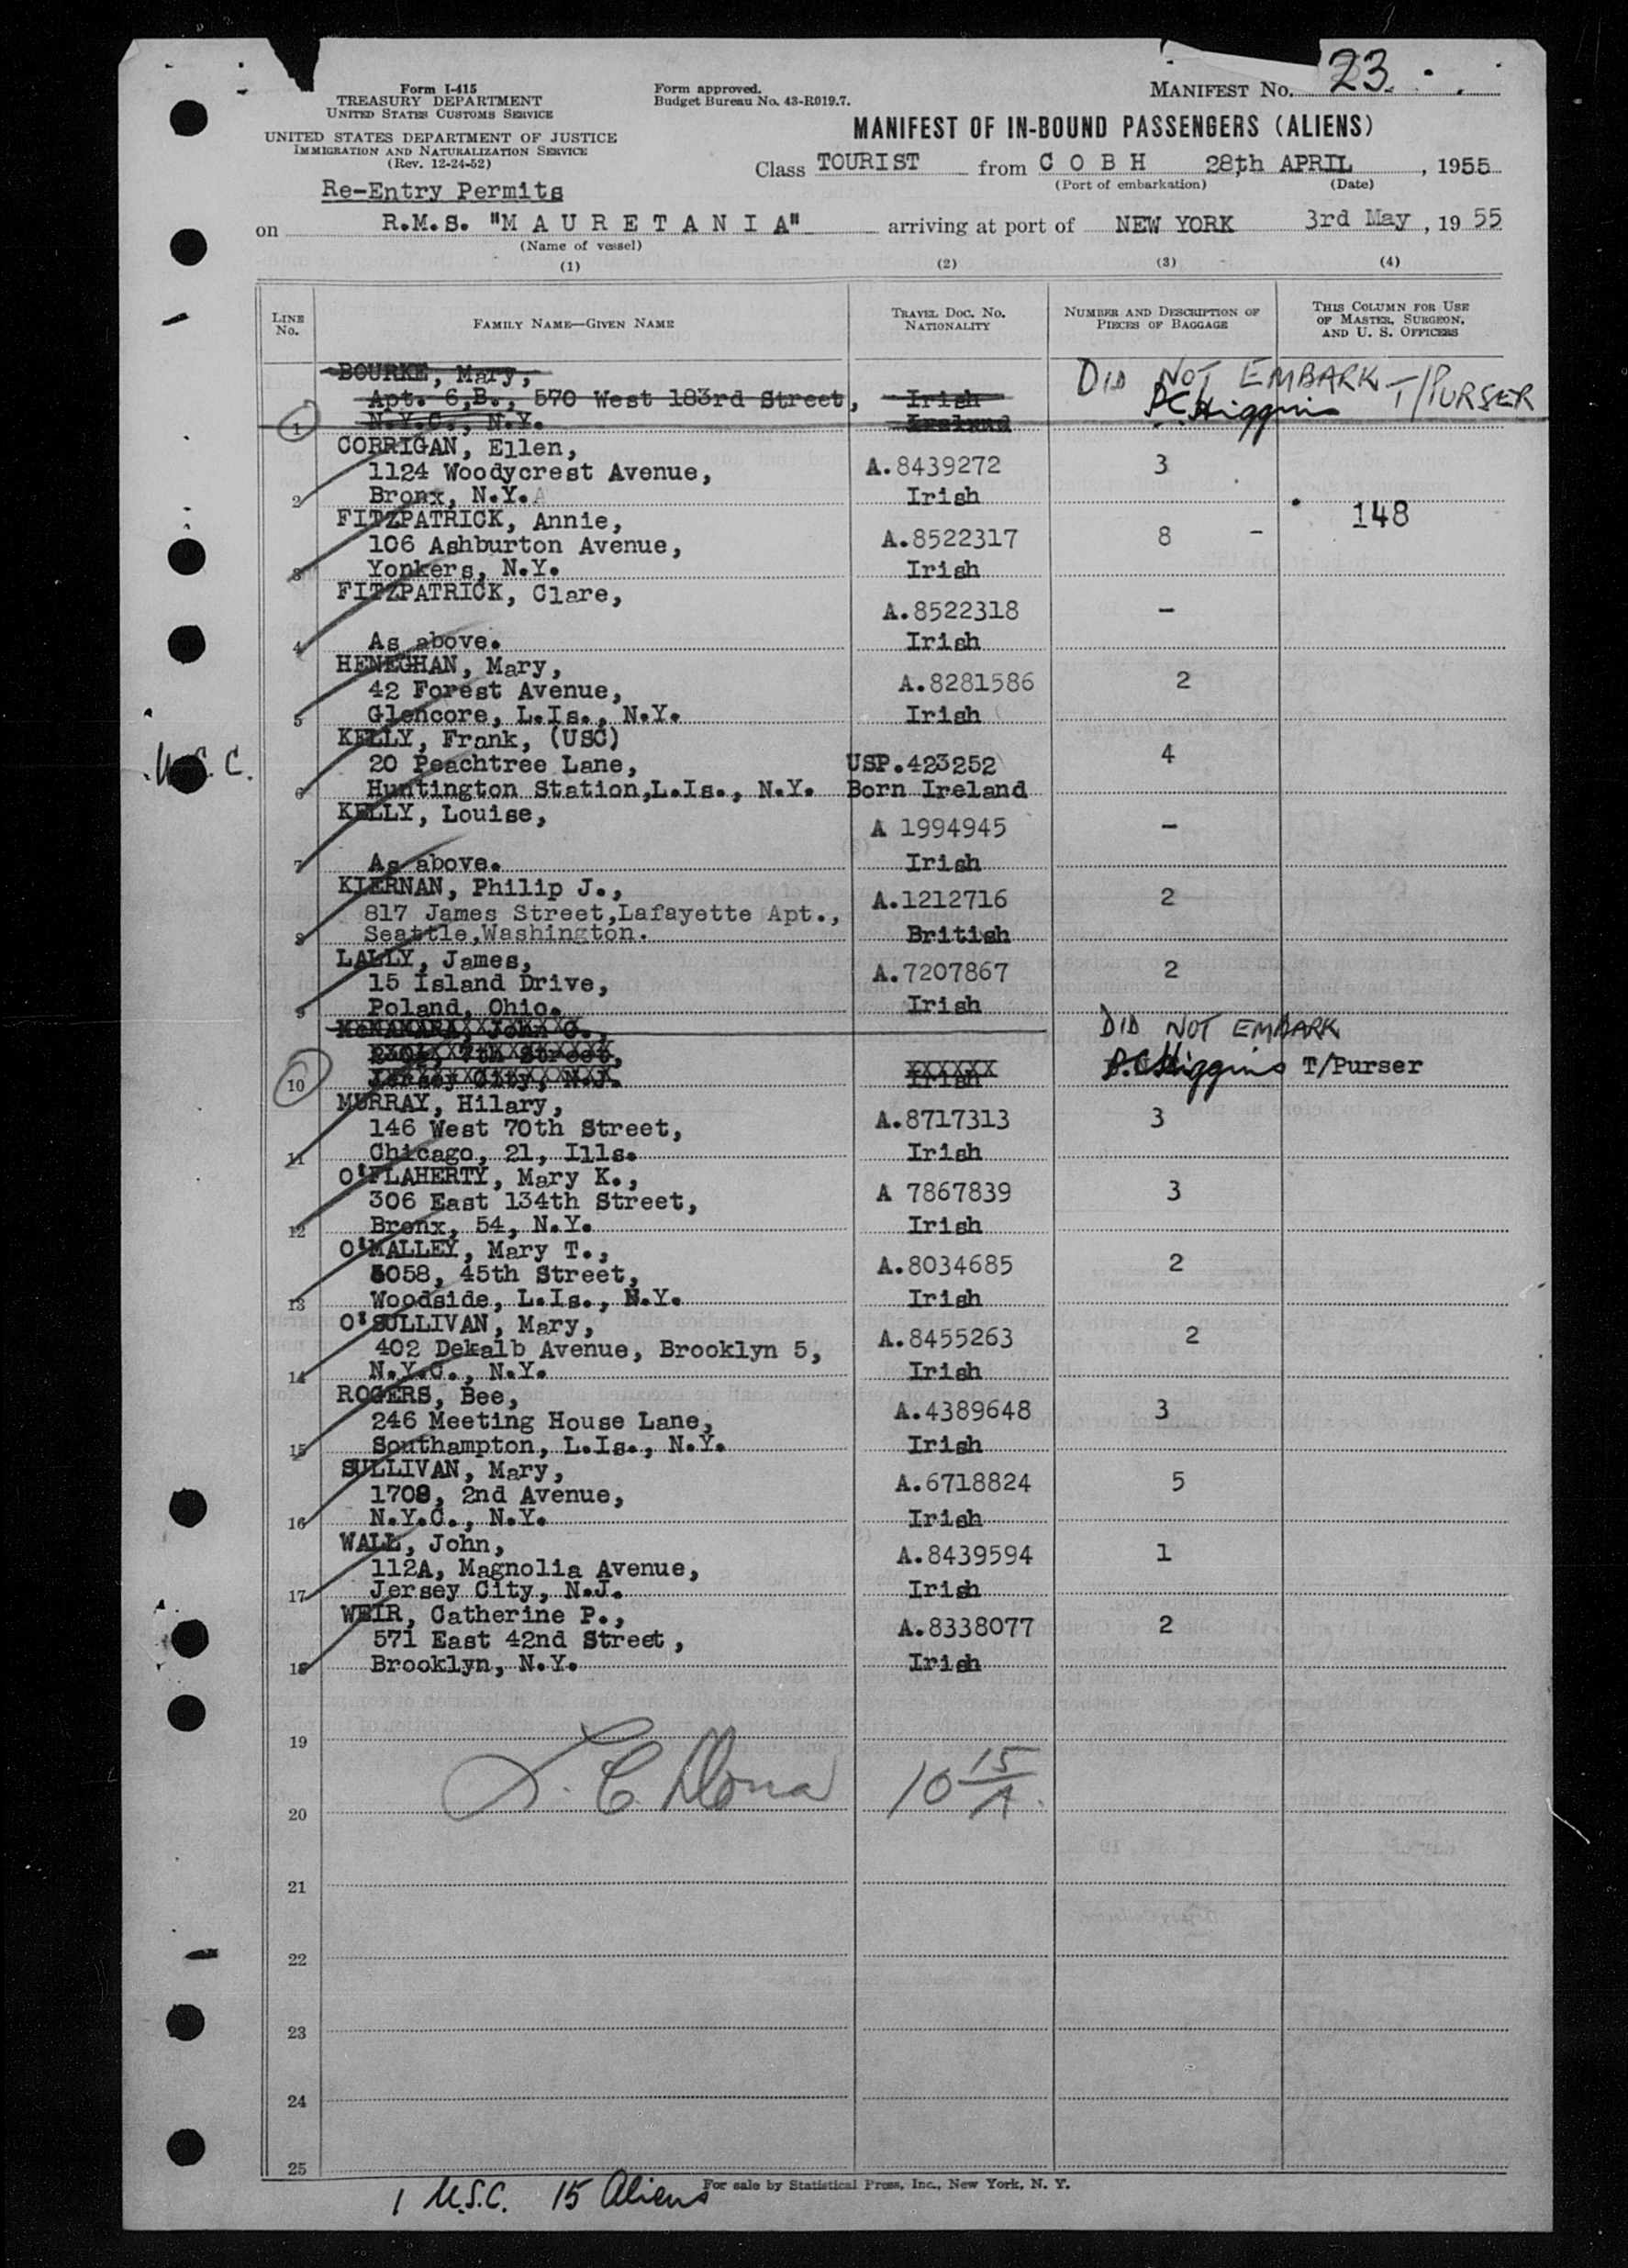 Form I-415
TREASURY DEPARTMENT
UNITED STATES CUSTOMS SERVICE
UNITED STATES DEPARTMENT OF JUSTICE
IMMIGRATION AND NATURALIZATION SERVICE
(Rev. 12-24-52)
Form approved.
Budget Bureau No. 43-R019.7.
MANIFEST NO. 23
MANIFEST OF IN-BOUND PASSENGERS (ALIENS)
Class TOURIST from C O B H 28th APRIL, 1955
(Port of embarkation) (Date)
Re-Entry Permits
on R.M.S. "M A U R E T A N I A" arriving at port of NEW YORK 3rd May, 1955
(Name of vessel)
(1) (2) (3) (4)
LINE No. FAMILY NAME—GIVEN NAME TRAVEL DOC. NO. NATIONALITY NUMBER AND DESCRIPTION OF PIECES OF BAGGAGE THIS COLUMN FOR USE OF MASTER, SURGEON, AND U. S. OFFICERS
BOURKE, Mary, DID NOT EMBARK
Apt. 6,B., 570 West 183rd Street, Irish P.C. Higgins T/PURSER
1 N.Y.C., N.Y. Ireland
CORRIGAN, Ellen,
1124 Woodycrest Avenue, A.8439272 3
2 Bronx, N.Y. Irish
FITZPATRICK, Annie, 148
106 Ashburton Avenue, A.8522317 8 -
3 Yonkers, N.Y. Irish
FITZPATRICK, Clare,
A.8522318 -
4 As above. Irish
HENEGHAN, Mary,
42 Forest Avenue, A.8281586 2
5 Glencore, L.Is., N.Y. Irish
KELLY, Frank, (USC)
U.S.C. 20 Peachtree Lane, USP.423252 4
6 Huntington Station,L.Is., N.Y. Born Ireland
KELLY, Louise,
A 1994945 -
7 As above. Irish
KIERNAN, Philip J.,
817 James Street,Lafayette Apt., A.1212716 2
8 Seattle,Washington. British
LALLY, James,
15 Island Drive, A.7207867 2
9 Poland, Ohio. Irish
McNAMARA, John C. DID NOT EMBARK
7th Street, XXXXXX P.C. Higgins T/Purser
10 Jersey City, N.J. Irish
MURRAY, Hilary,
146 West 70th Street, A.8717313 3
11 Chicago, 21, Ills. Irish
O'FLAHERTY, Mary K.,
306 East 134th Street, A 7867839 3
12 Bronx, 54, N.Y. Irish
O'MALLEY, Mary T.,
5058, 45th Street, A.8034685 2
13 Woodside, L.Is., N.Y. Irish
O'SULLIVAN, Mary,
402 Dekalb Avenue, Brooklyn 5, A.8455263 2
14 N.Y.C., N.Y. Irish
ROGERS, Bee,
246 Meeting House Lane, A.4389648 3
15 Southampton, L.Is., N.Y. Irish
SULLIVAN, Mary,
1708, 2nd Avenue, A.6718824 5
16 N.Y.C., N.Y. Irish
WALL, John,
112A, Magnolia Avenue, A.8439594 1
17 Jersey City, N.J. Irish
WEIR, Catherine P.,
571 East 42nd Street, A.8338077 2
18 Brooklyn, N.Y. Irish
19
20 10 15/A.
21
22
23
24
25
For sale by Statistical Press, Inc., New York, N. Y.
1 U.S.C. 15 Aliens